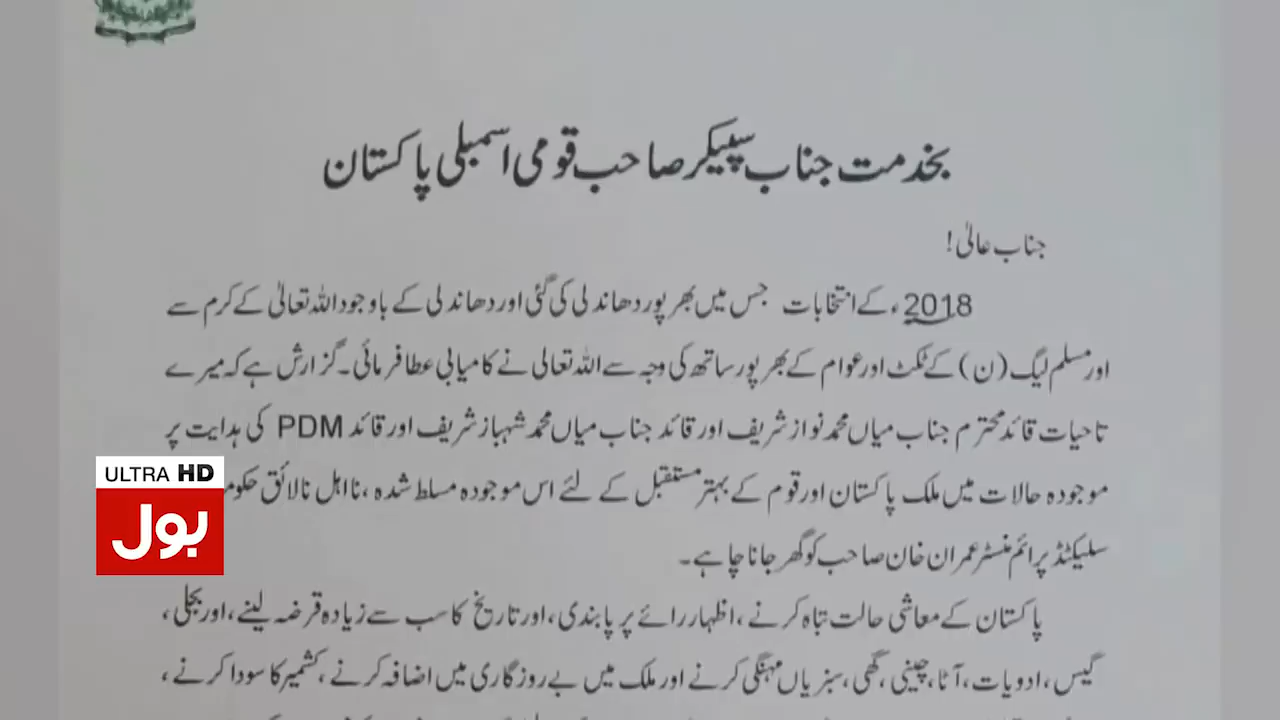 بخدمت جناب سپیکر صاحب قومی اسمبلی پاکستان
جناب عالیٰ!
2018ء کے انتخابات جس میں بھرپور دھاندلی کی گئی اور دھاندلی کے باوجود اللہ تعالیٰ کے کرم سے
اور مسلم لیگ (ن) کے ٹکٹ اور عوام کے بھرپور ساتھ کی وجہ سے اللہ تعالی نے کامیابی عطا فرمائی۔ گزارش ہے کہ میرے
تاحیات قائد محترم جناب میاں محمد نواز شریف اور قائد جناب میاں محمد شہباز شریف اور قائد PDM کی ہدایت پر
موجودہ حالات میں ملک پاکستان اور قوم کے بہتر مستقبل کے لئے اس موجودہ مسلط شدہ، نااہل نالائق
سلیکٹڈ پرائم منسٹر عمران خان صاحب کو گھر جانا چاہے۔
پاکستان کے معاشی حالت تباہ کرنے، اظہار رائے پر پابندی، اور تاریخ کا سب سے زیادہ قرضہ لینے، اور بجلی،
گیس، ادویات، آٹا، چینی، گھی، سبزیاں مہنگی کرنے اور ملک میں بے روزگاری میں اضافہ کرنے، کشمیر کا سودا کرنے،
ULTRA HD
بول